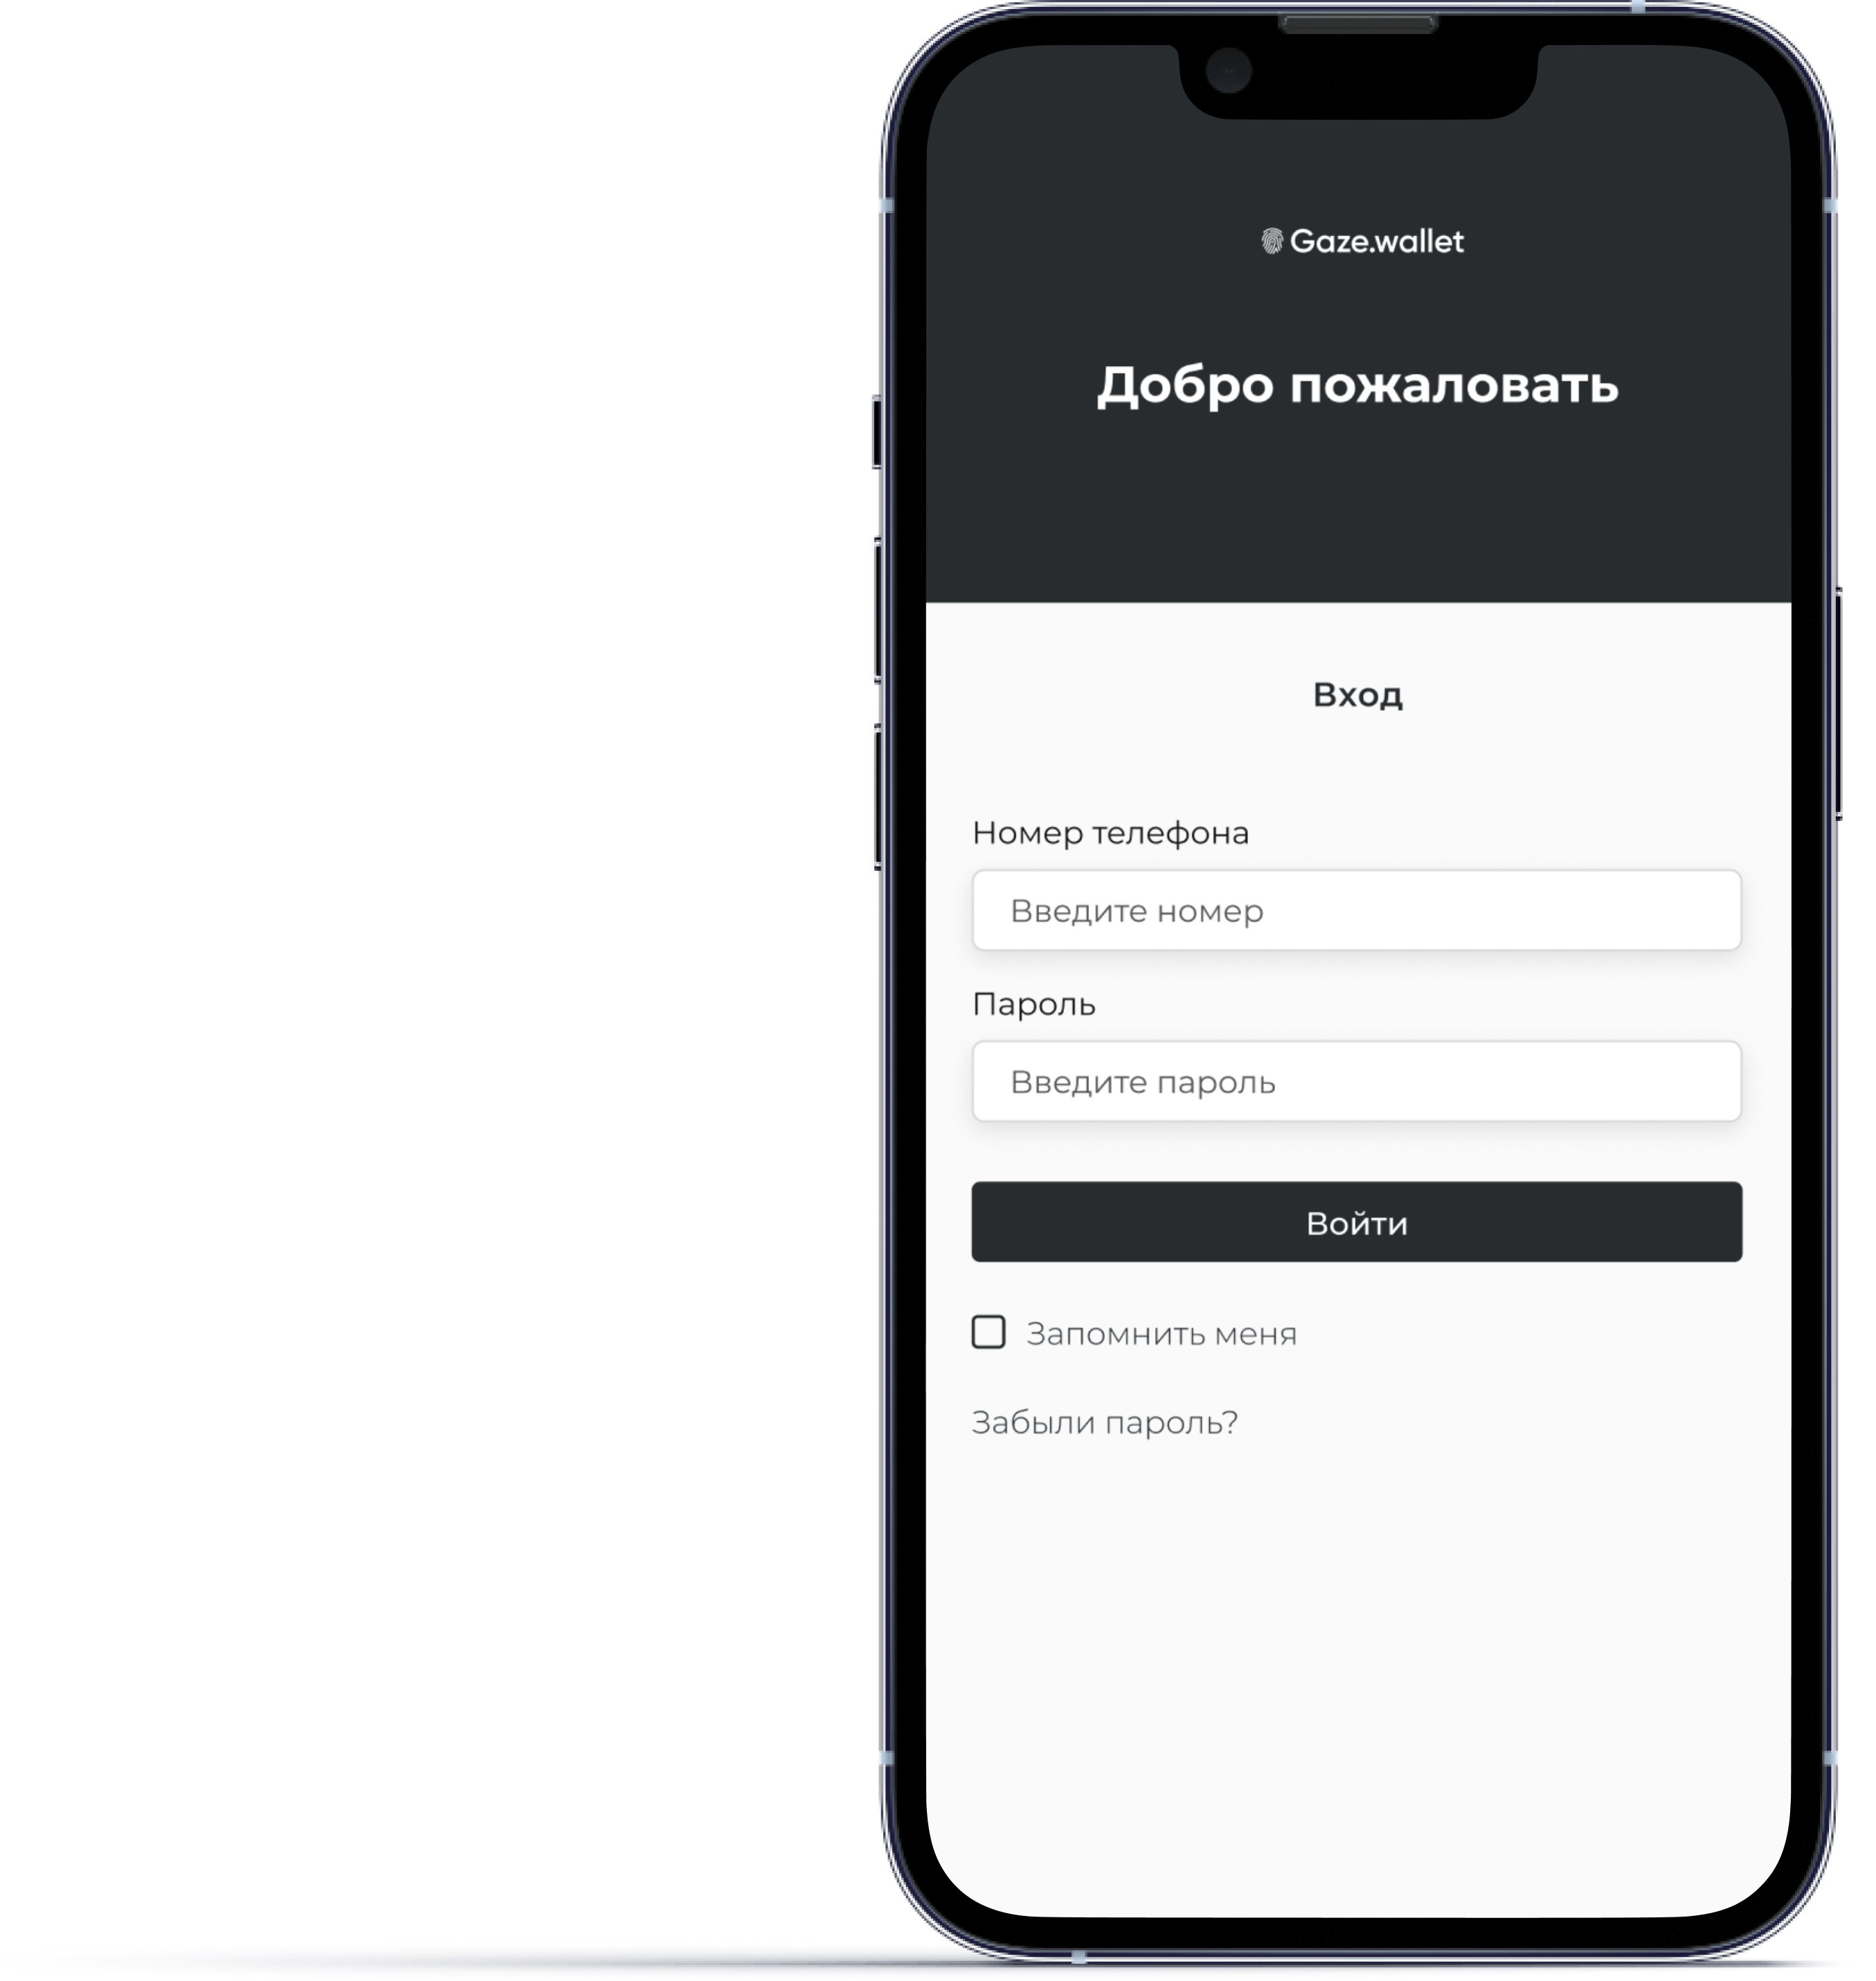 Gaze.wallet
Добро пожаловать
Вход
Номер телефона
Введите номер
Пароль
Введите пароль
Войти
Запомнить меня
Забыли пароль?